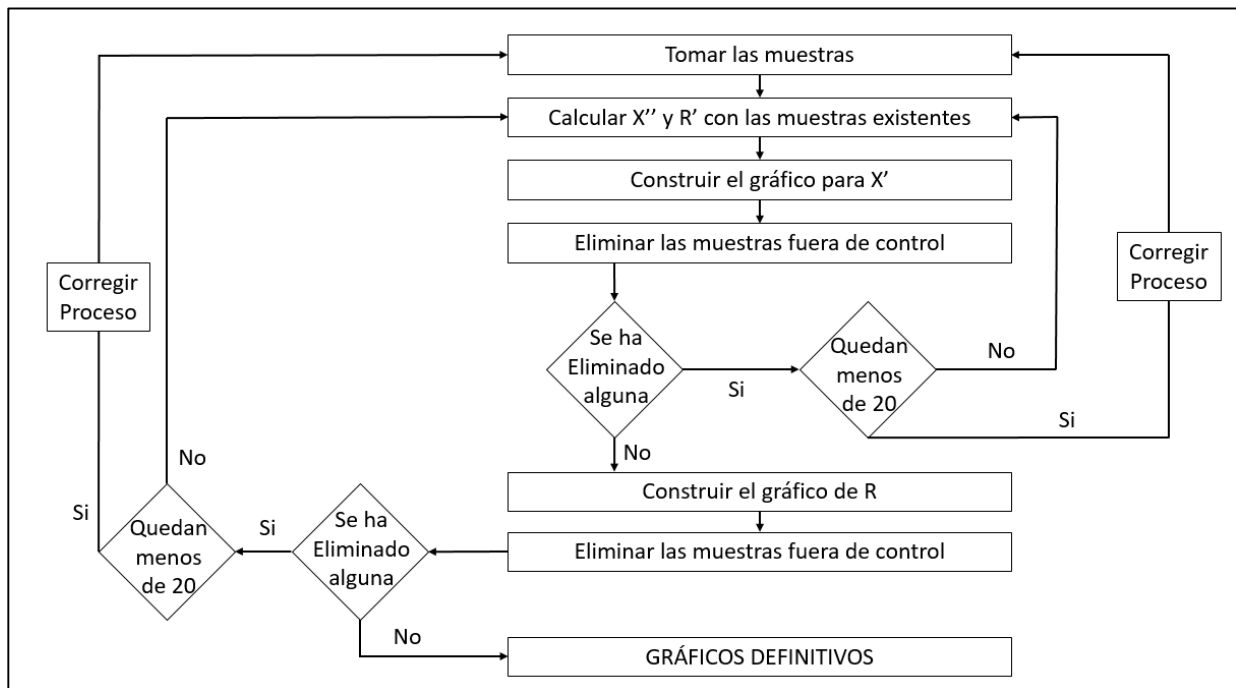 Tomar las muestras
Calcular X’’ y R’ con las muestras existentes
Construir el gráfico para X’
Eliminar las muestras fuera de control
Corregir
Proceso
Corregir
Proceso
Se ha
Eliminado
alguna
Si
Quedan
menos
de 20
No
Si
No
Construir el gráfico de R
Eliminar las muestras fuera de control
Se ha
Eliminado
alguna
Si
Quedan
menos
de 20
No
Si
No
GRÁFICOS DEFINITIVOS